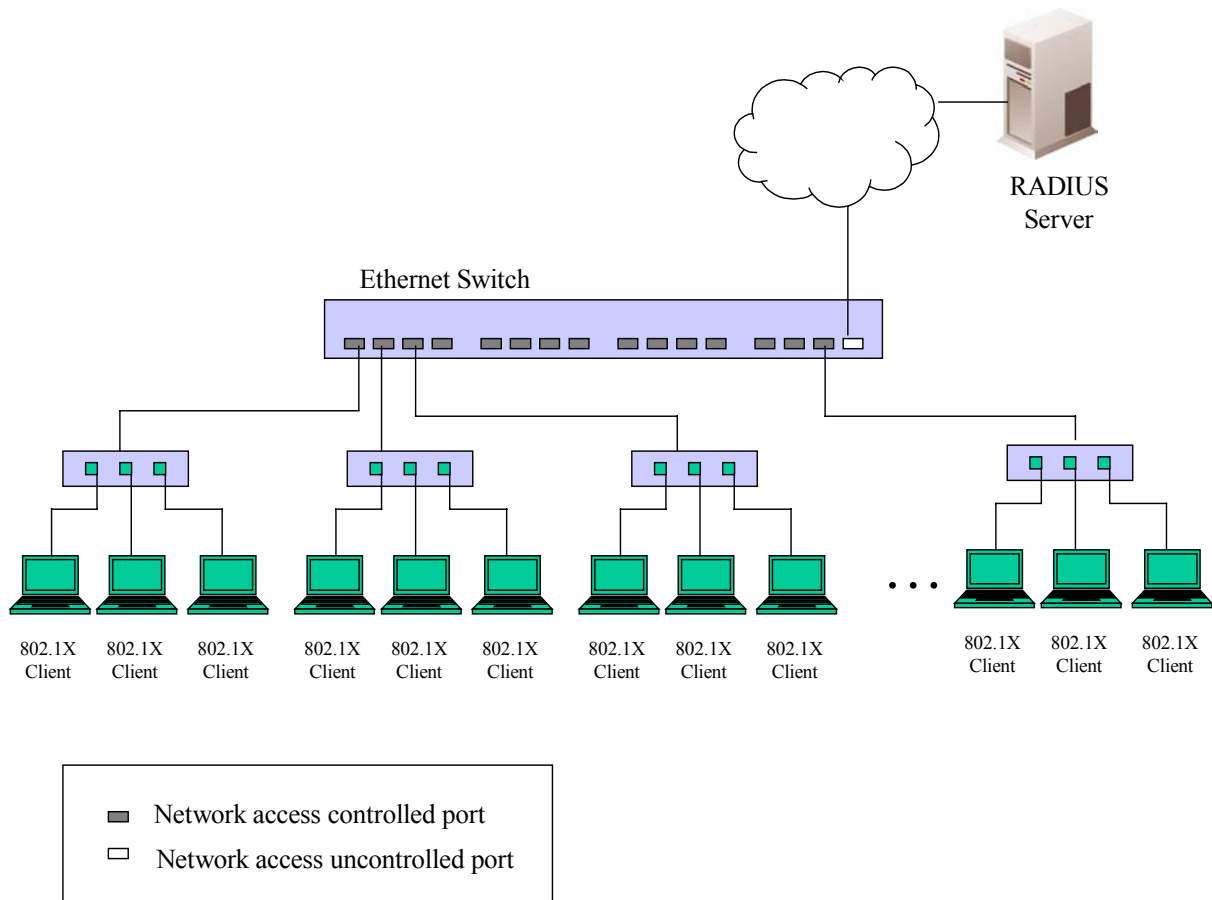 RADIUS
Server
Ethernet Switch
802.1X
Client
802.1X
Client
802.1X
Client
802.1X
Client
802.1X
Client
802.1X
Client
802.1X
Client
802.1X
Client
802.1X
Client
...
802.1X
Client
802.1X
Client
802.1X
Client
Network access controlled port
Network access uncontrolled port